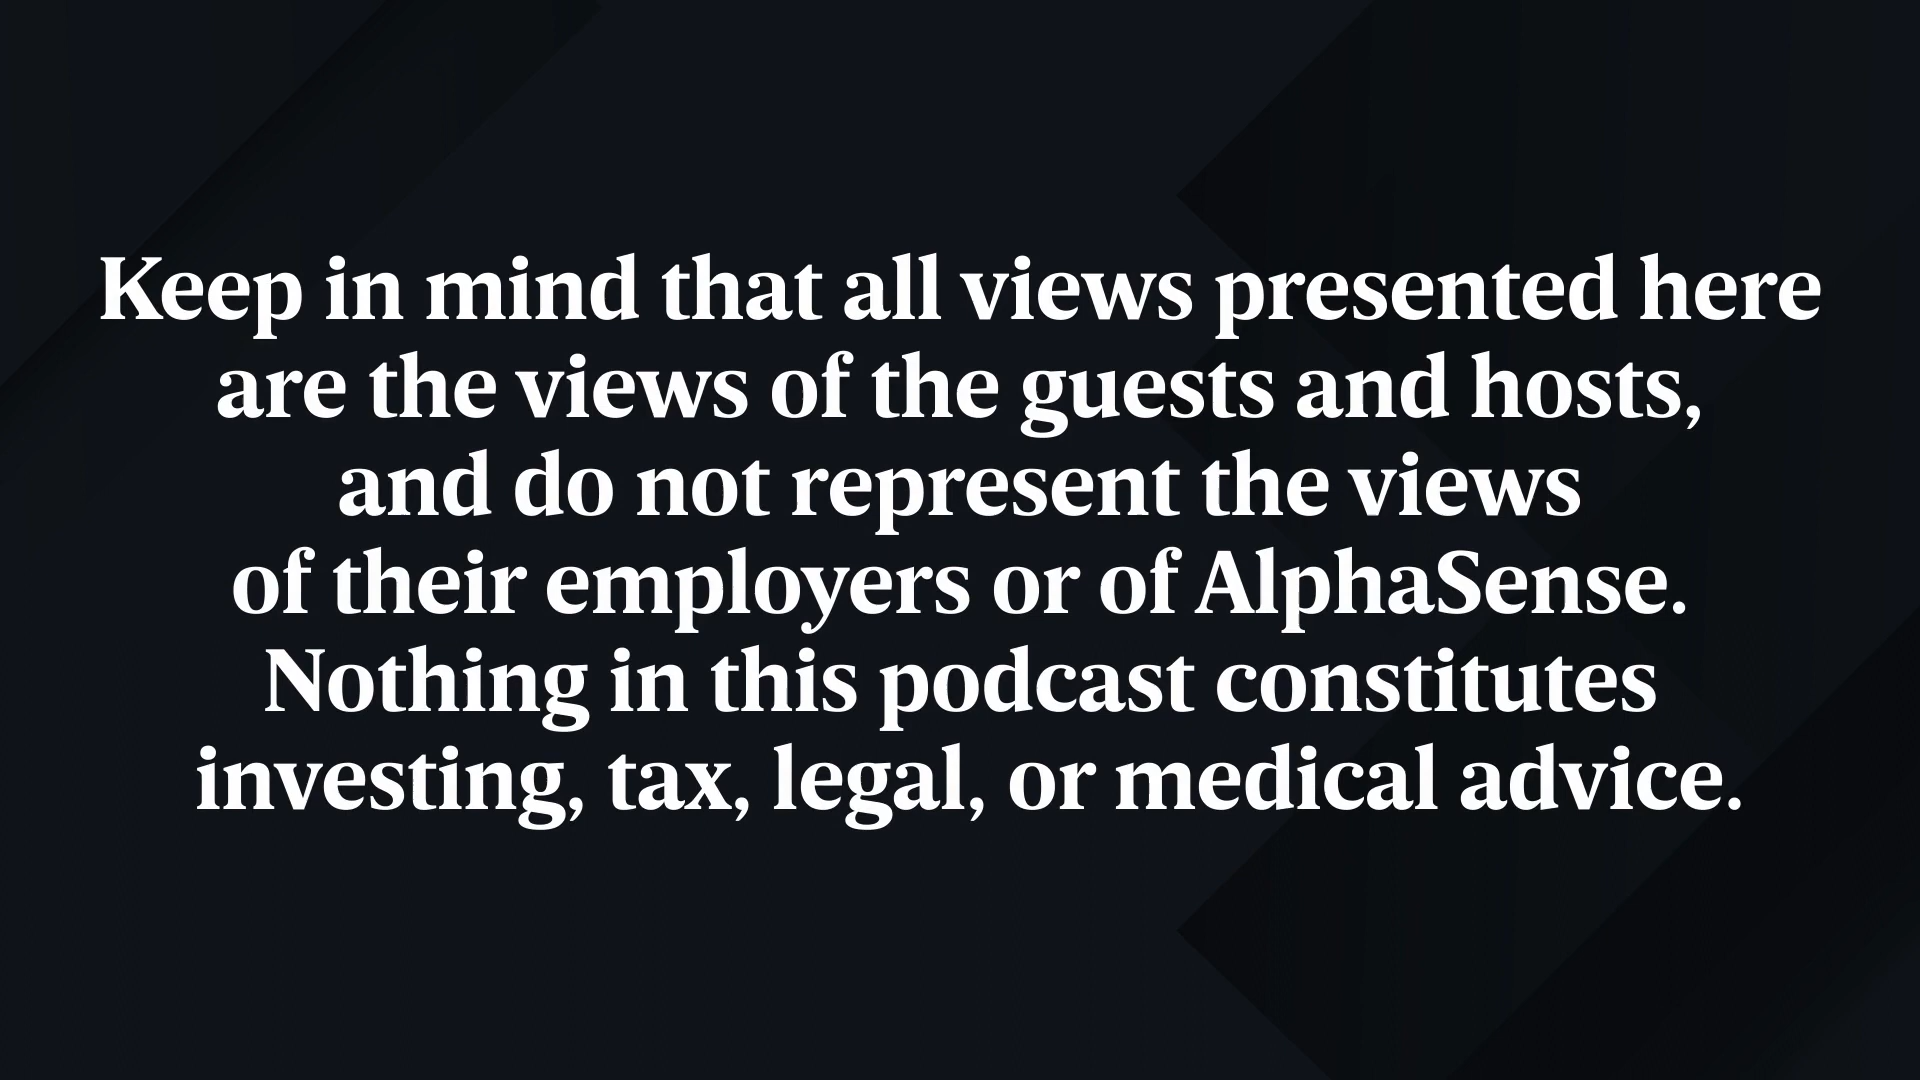 Keep in mind that all views presented here
are the views of the guests and hosts,
and do not represent the views
of their employers or of AlphaSense.
Nothing in this podcast constitutes
investing, tax, legal, or medical advice.